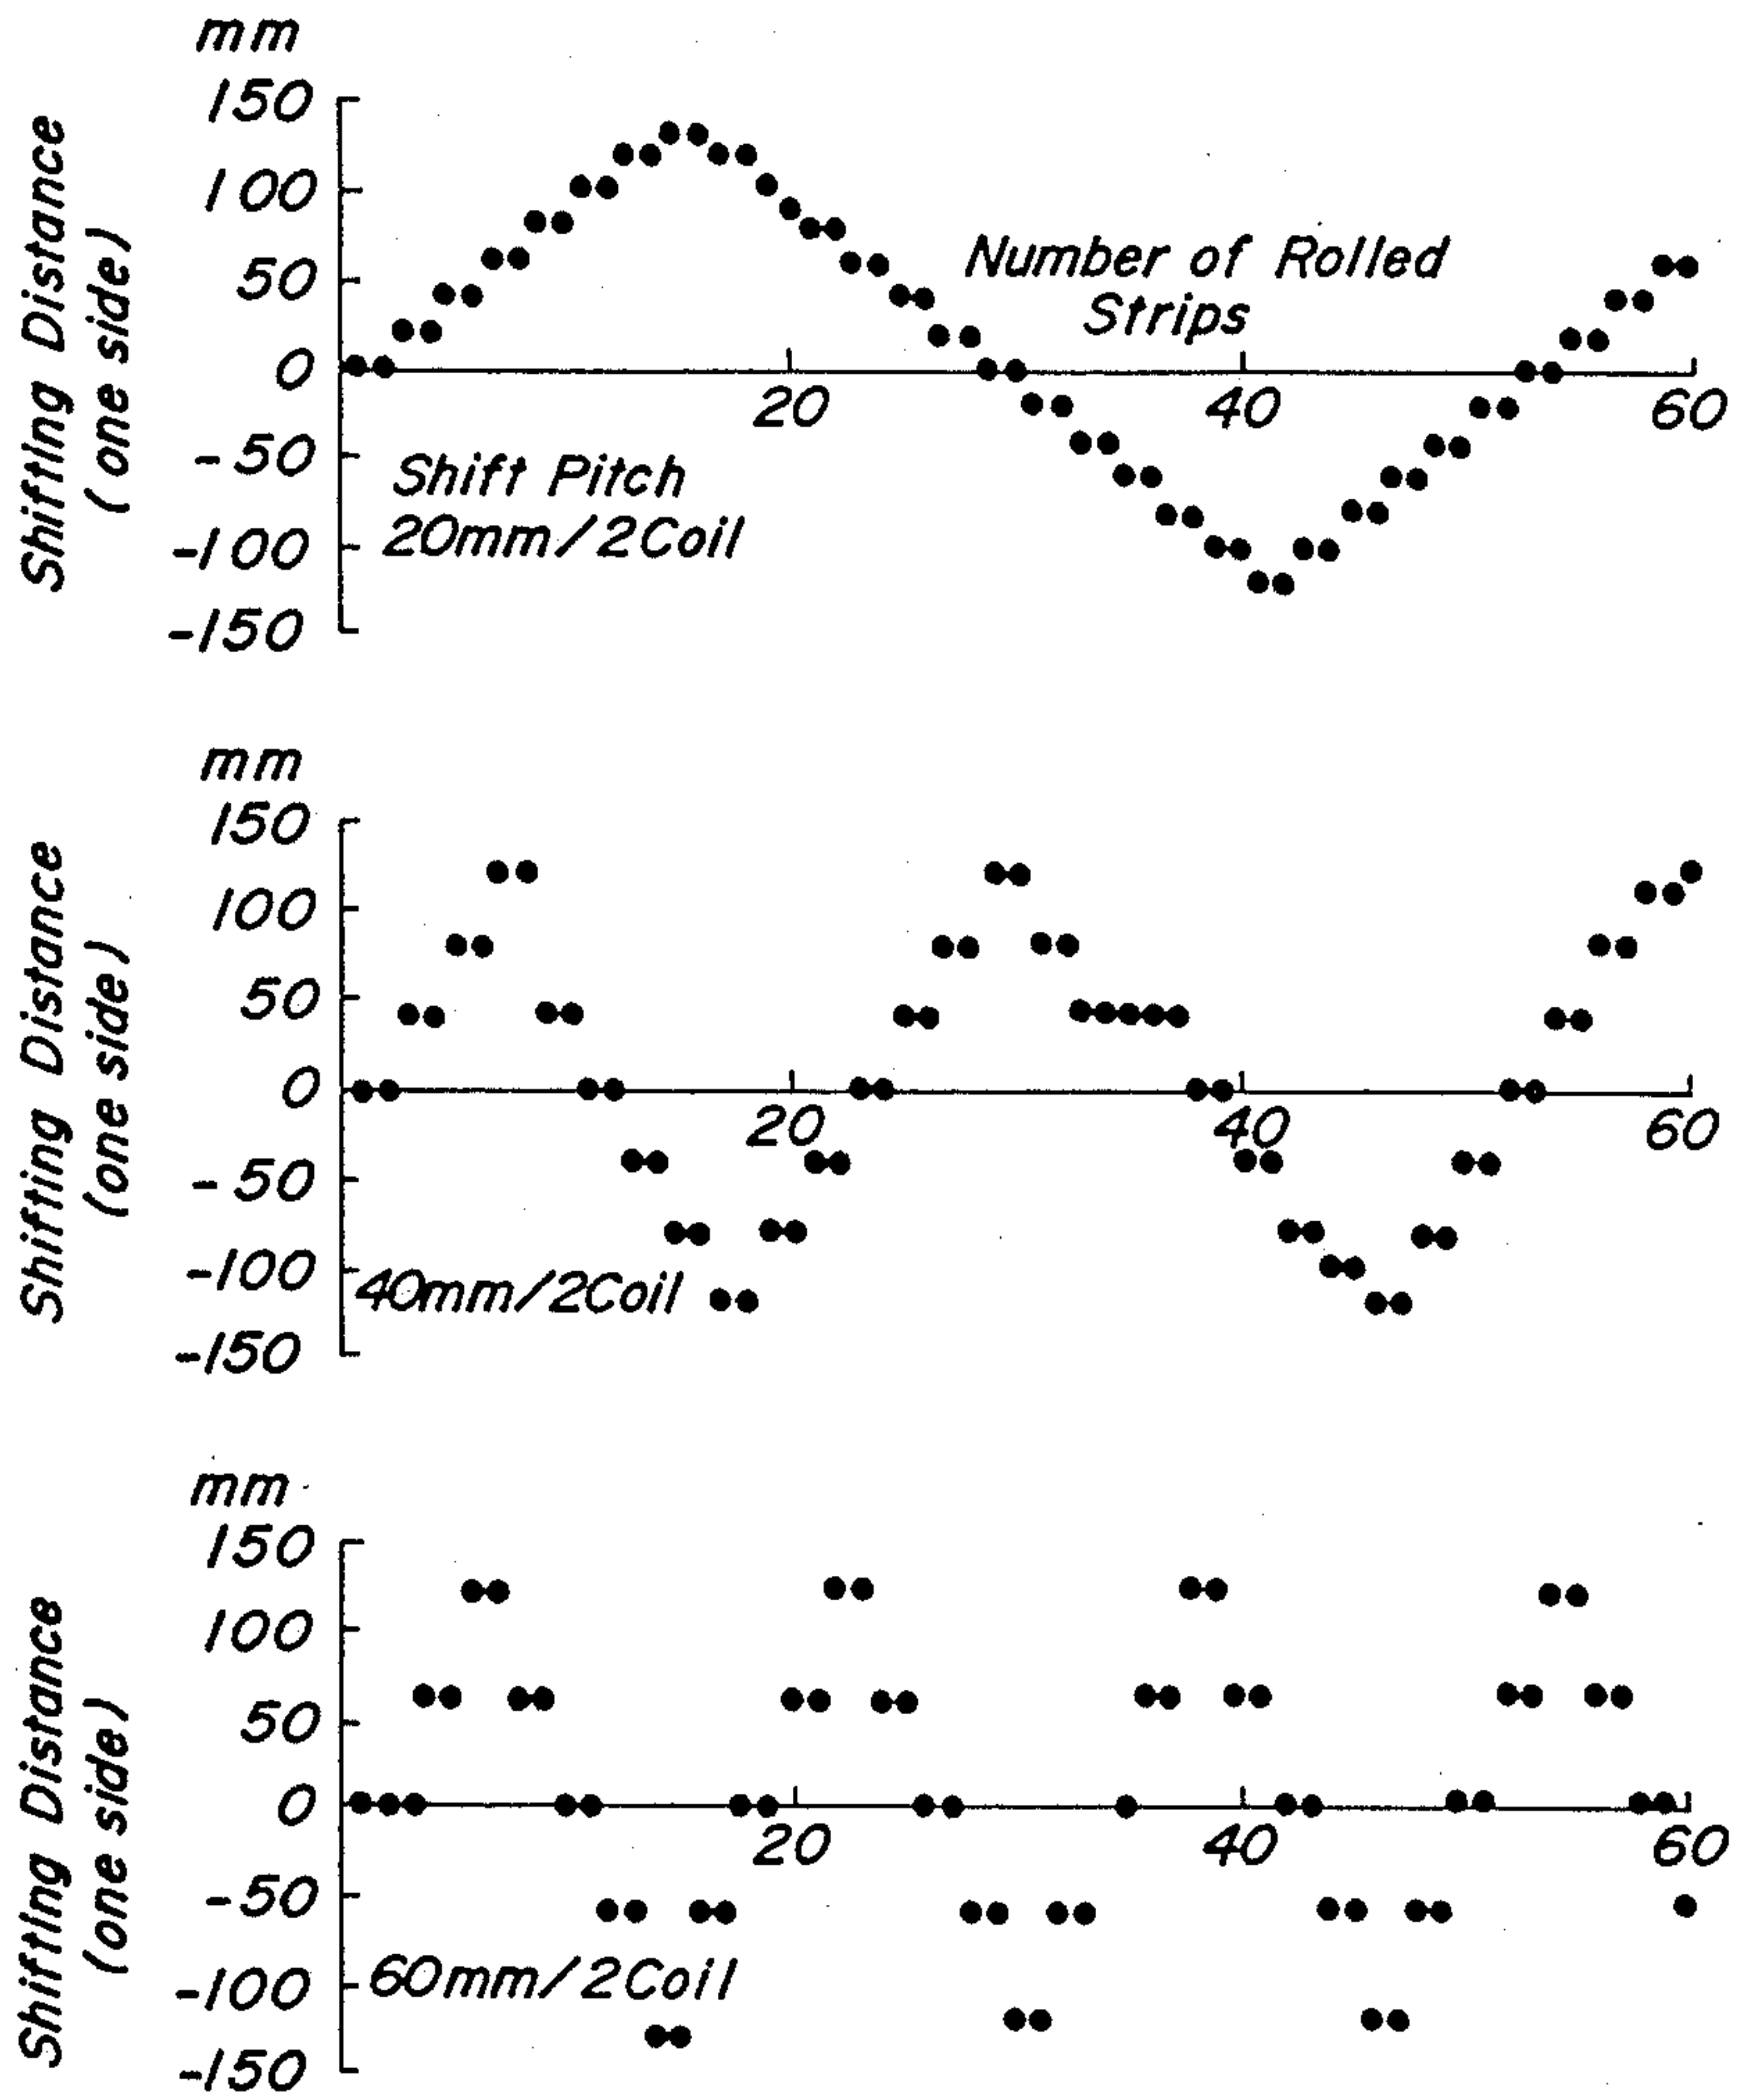 mm
150
100
50
0
-50
-100
-150
Shifting Distance
(one side)
Number of Rolled
Strips
20
40
60
Shift Pitch
20mm/2Coil
mm
150
100
50
0
-50
-100
-150
Shifting Distance
(one side)
20
40
60
40mm/2Coil
mm
150
100
50
0
-50
-100
-150
Shifting Distance
(one side)
20
40
60
60mm/2Coil